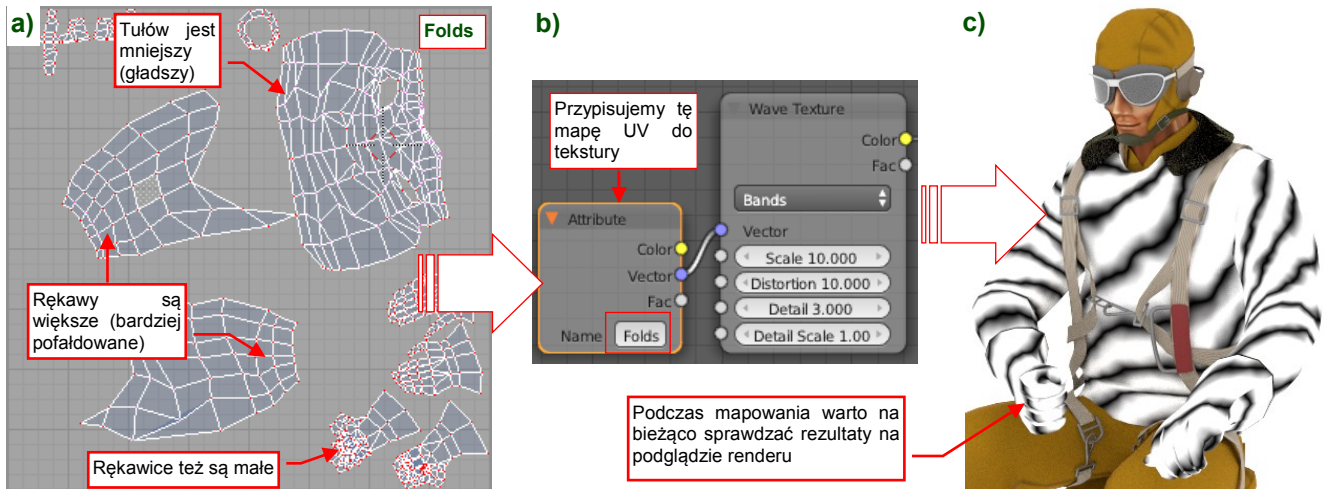 a)
Tułów jest
mniejszy
(gładszy)
Folds
Rękawy są
większe (bardziej
pofałdowane)
Rękawice też są małe
b)
Przypisujemy tę
mapę UV do
tekstury
Wave Texture
Color
Fac
Bands
Vector
Scale 10.000
Distortion 10.000
Detail 3.000
Detail Scale 1.00
Attribute
Color
Vector
Fac
Name Folds
Podczas mapowania warto na
bieżąco sprawdzać rezultaty na
podglądzie renderu
c)